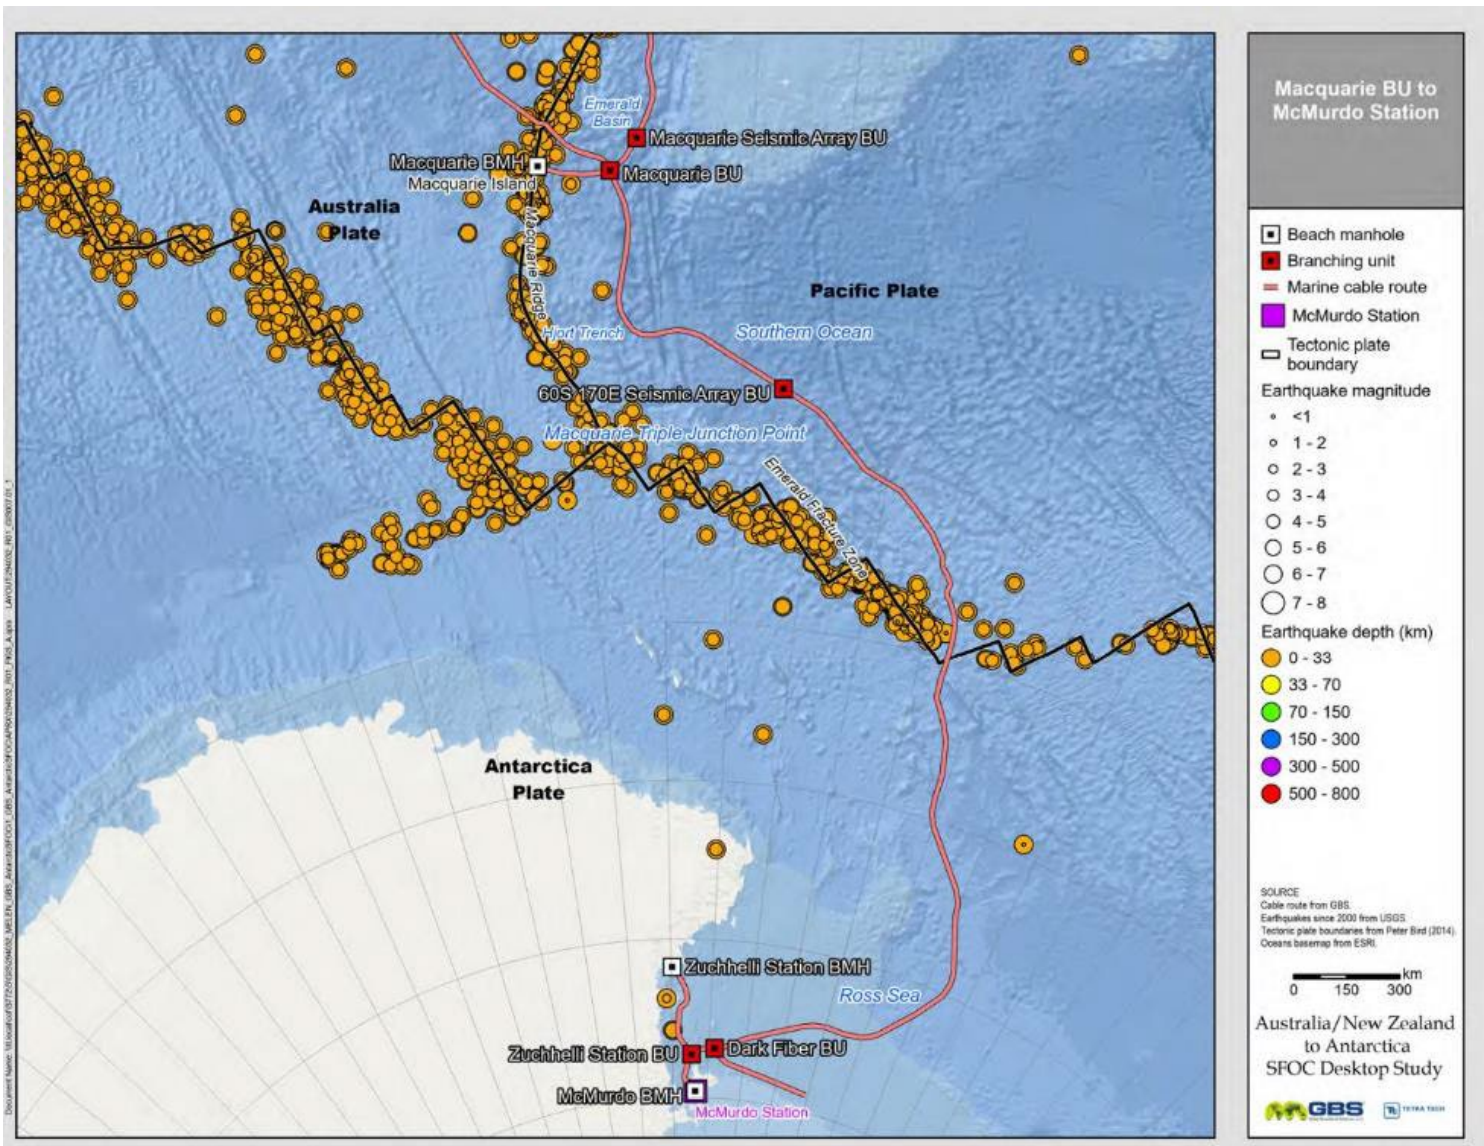 Macquarie BU to
McMurdo Station
Emerald
Basin
Macquarie Seismic Array BU
Macquarie BMH
Macquarie Island
Macquarie BU
Australia
Plate
Macquarie Ridge
Pacific Plate
Hjort Trench
Southern Ocean
60S 170E Seismic Array BU
Macquarie Triple Junction Point
Emerald Fracture Zone
Antarctica
Plate
Zuchhelli Station BMH
Ross Sea
Zuchhelli Station BU
Dark Fiber BU
McMurdo BMH
McMurdo Station
Beach manhole
Branching unit
Marine cable route
McMurdo Station
Tectonic plate
boundary
Earthquake magnitude
<1
1 - 2
2 - 3
3 - 4
4 - 5
5 - 6
6 - 7
7 - 8
Earthquake depth (km)
0 - 33
33 - 70
70 - 150
150 - 300
300 - 500
500 - 800
SOURCE
Cable route from GBS.
Earthquakes since 2000 from USGS.
Tectonic plate boundaries from Peter Bird (2014).
Oceans basemap from ESRI.
km
0 150 300
Australia/New Zealand
to Antarctica
SFOC Desktop Study
GBS
TETRA TECH
Document Name: